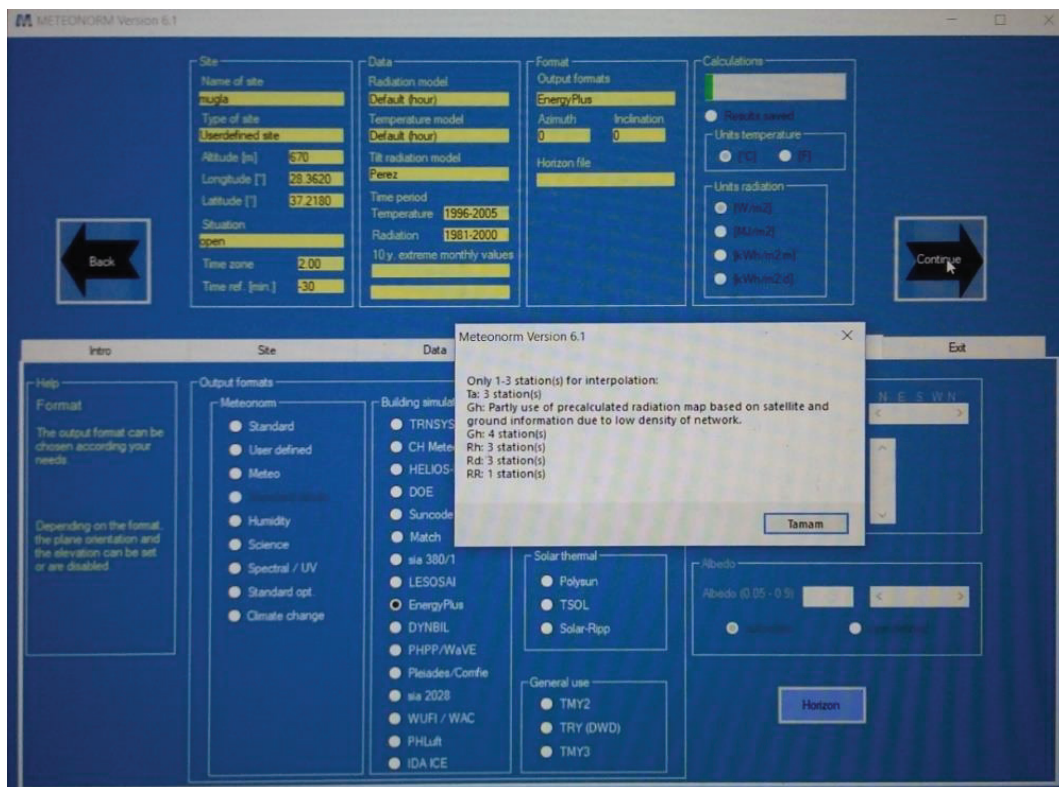 METEONORM Version 6.1
Site
Name of site
mugla
Type of site
Userdefined site
Altitude [m] 670
Longitude [°] 28.3620
Latitude [°] 37.2180
Situation
open
Time zone 2.00
Time ref. [min.] -30
Data
Radiation model
Default (hour)
Temperature model
Default (hour)
Tilt radiation model
Perez
Time period
Temperature 1996-2005
Radiation 1981-2000
10 y. extreme monthly values
Format
Output formats
EnergyPlus
Azimuth Inclination
0 0
Horizon file
Calculations
Results saved
Units temperature
[°C] [F]
Units radiation
[W/m2]
[MJ/m2]
[kWh/m2m]
[kWh/m2d]
Back
Continue
Intro Site Data Exit
Help
Format
The output format can be
chosen according your
needs.
Depending on the format,
the plane orientation and
the elevation can be set
or are disabled
Output formats
Meteonorm
Standard
User defined
Meteo
Humidity
Science
Spectral / UV
Standard opt.
Climate change
Building simulat
TRNSYS
CH Mete
HELIOS-
DOE
Suncode
Match
sia 380/1
LESOSAI
EnergyPlus
DYNBIL
PHPP/WaVE
Pleiades/Comfie
sia 2028
WUFI / WAC
PHLuft
IDA ICE
Meteonorm Version 6.1
Only 1-3 station(s) for interpolation:
Ta: 3 station(s)
Gh: Partly use of precalculated radiation map based on satellite and
ground information due to low density of network.
Gh: 4 station(s)
Rh: 3 station(s)
Rd: 3 station(s)
RR: 1 station(s)
Tamam
Solar thermal
Polysun
TSOL
Solar-Ripp
General use
TMY2
TRY (DWD)
TMY3
N E S W N
Albedo
Albedo (0.05 - 0.9)
Horizon